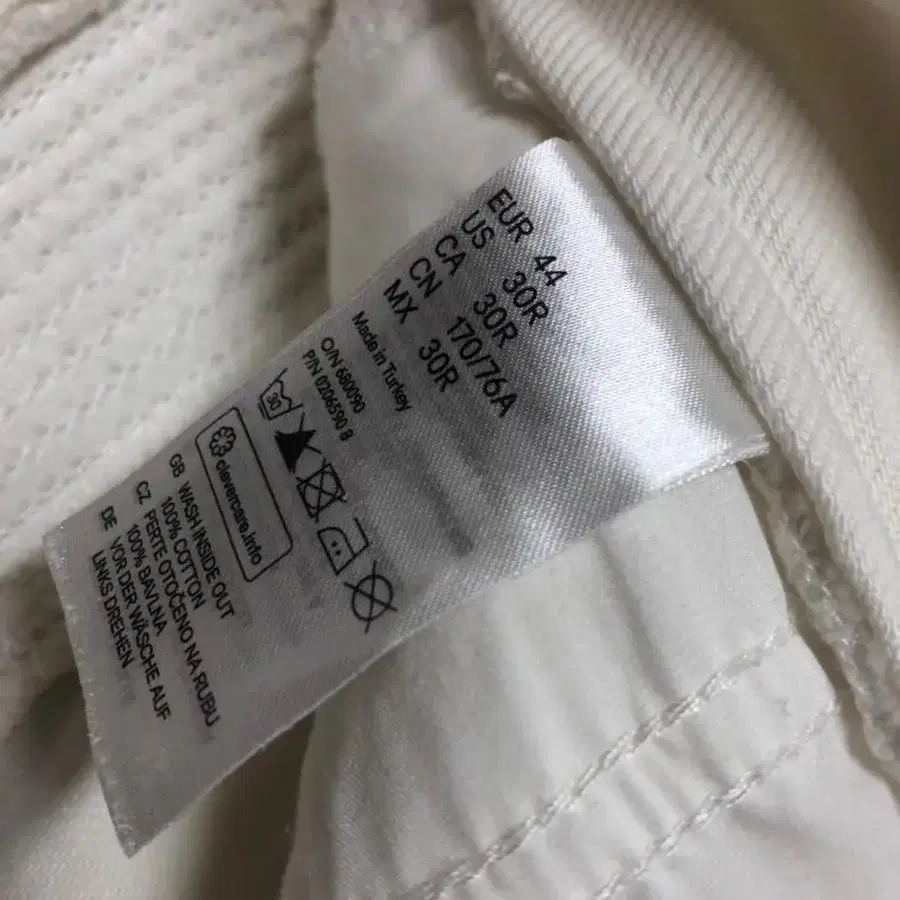 EUR 44
US 30R
CA 30R
CN 170/76A
MX 30R
Made in Turkey
O/N 680090
P/N 0206590 8
30
clevercare.info
GB WASH INSIDE OUT
100% COTTON
CZ PERTE OTOČENO NA RUBU
100% BAVLNA
DE VOR DER WÄSCHE AUF
LINKS DREHEN